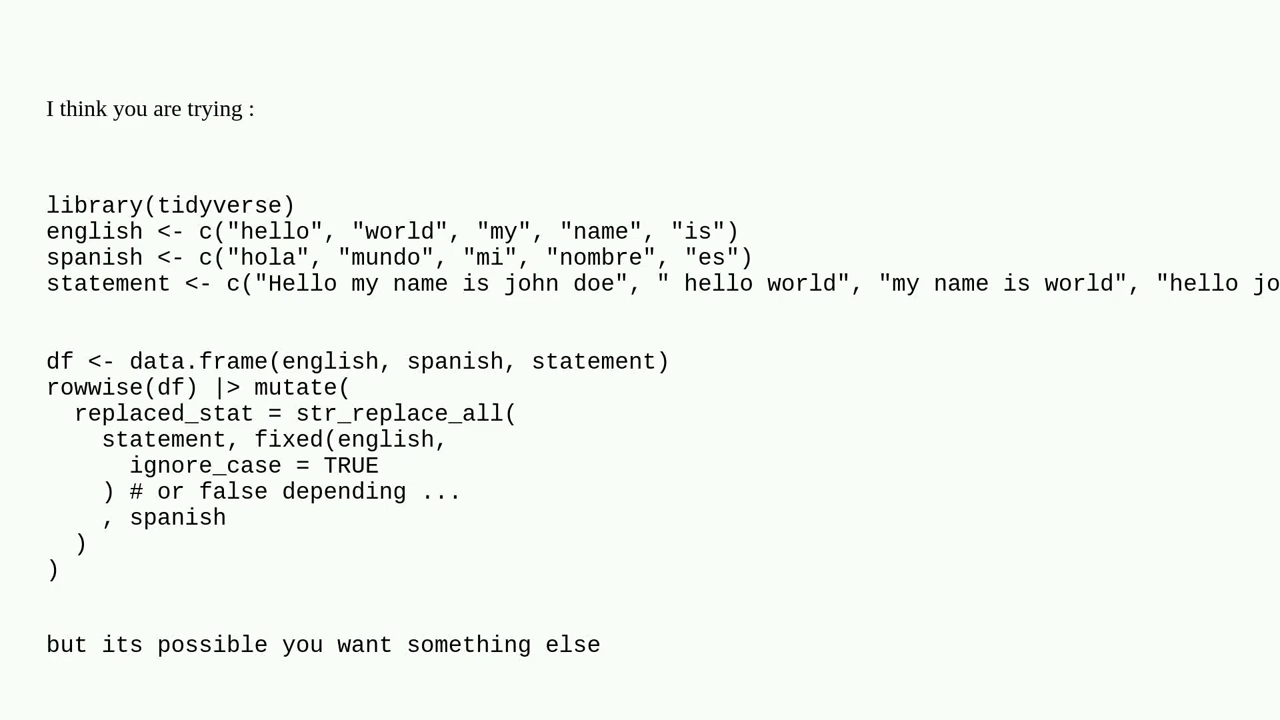 I think you are trying :
library(tidyverse)
english <- c("hello", "world", "my", "name", "is")
spanish <- c("hola", "mundo", "mi", "nombre", "es")
statement <- c("Hello my name is john doe", " hello world", "my name is world", "hello jo
df <- data.frame(english, spanish, statement)
rowwise(df) |> mutate(
  replaced_stat = str_replace_all(
    statement, fixed(english,
      ignore_case = TRUE
    ) # or false depending ...
    , spanish
  )
)
but its possible you want something else